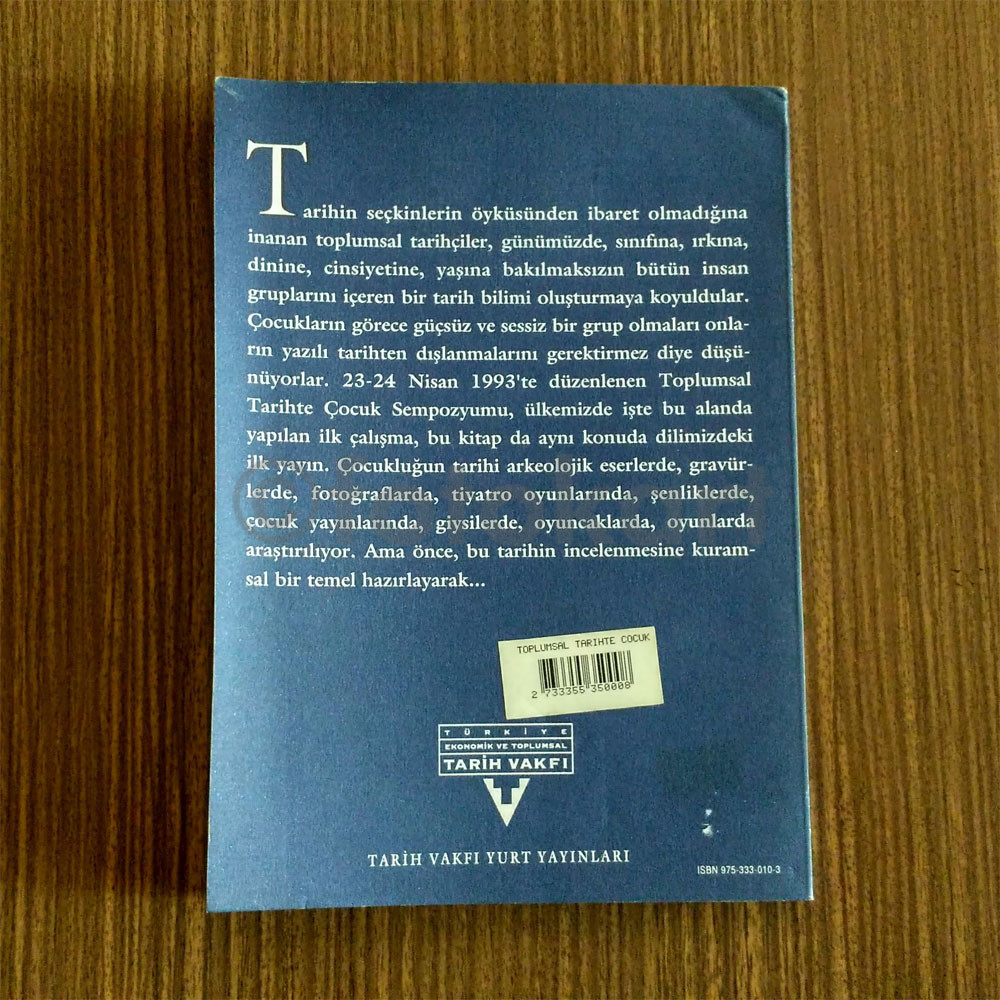 Tarihin seçkinlerin öyküsünden ibaret olmadığına
inanan toplumsal tarihçiler, günümüzde, sınıfına, ırkına,
dinine, cinsiyetine, yaşına bakılmaksızın bütün insan
gruplarını içeren bir tarih bilimi oluşturmaya koyuldular.
Çocukların görece güçsüz ve sessiz bir grup olmaları onla-
rın yazılı tarihten dışlanmalarını gerektirmez diye düşü-
nüyorlar. 23-24 Nisan 1993'te düzenlenen Toplumsal
Tarihte Çocuk Sempozyumu, ülkemizde işte bu alanda
yapılan ilk çalışma, bu kitap da aynı konuda dilimizdeki
ilk yayın. Çocukluğun tarihi arkeolojik eserlerde, gravür-
lerde, fotoğraflarda, tiyatro oyunlarında, şenliklerde,
çocuk yayınlarında, giysilerde, oyuncaklarda, oyunlarda
araştırılıyor. Ama önce, bu tarihin incelenmesine kuram-
sal bir temel hazırlayarak...
TOPLUMSAL TARIHTE COCUK
2 733355 350008
TÜRKİYE
EKONOMİK VE TOPLUMSAL
TARİH VAKFI
TARİH VAKFI YURT YAYINLARI
ISBN 975-333-010-3